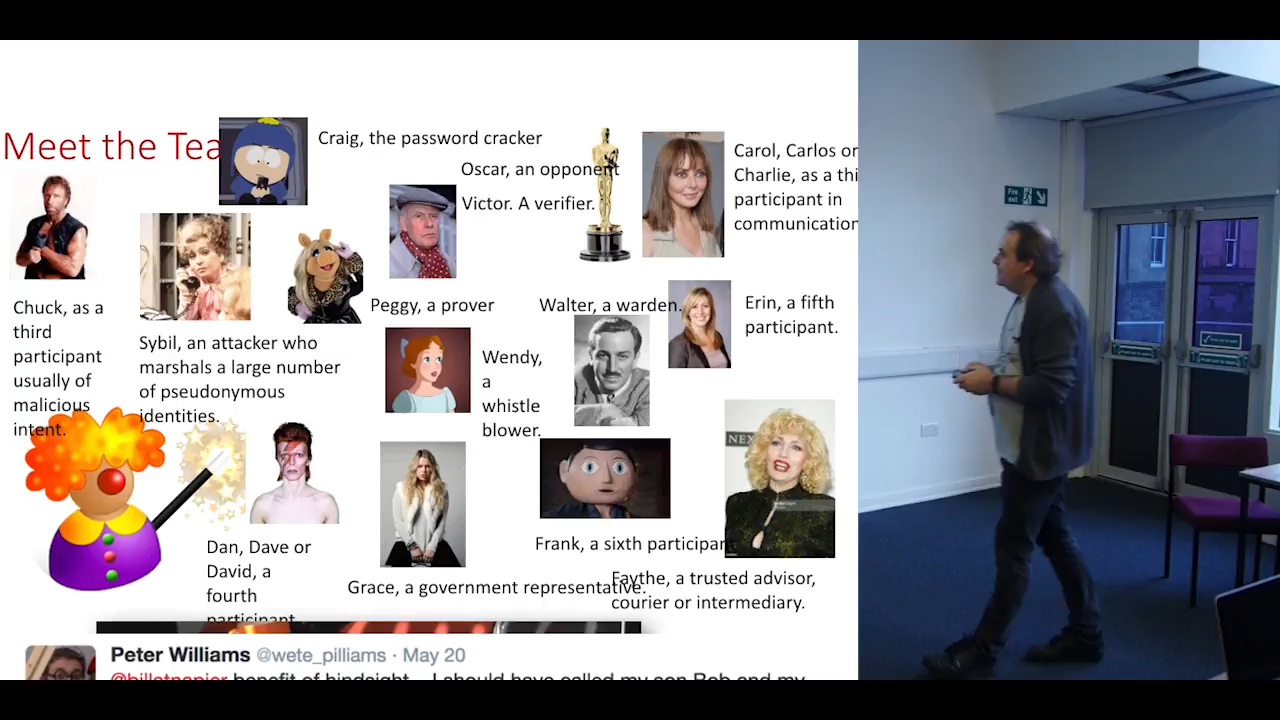 Meet the Tea
Craig, the password cracker
Oscar, an opponent
Victor. A verifier.
Carol, Carlos or
Charlie, as a thi
participant in
communication
Fire
exit
Chuck, as a
third
participant
usually of
malicious
intent.
Sybil, an attacker who
marshals a large number
of pseudonymous
identities.
Peggy, a prover
Walter, a warden.
Erin, a fifth
participant.
Wendy,
a
whistle
blower.
NEX
Dan, Dave or
David, a
fourth
participant
Grace, a government representative.
Frank, a sixth participant
Faythe, a trusted advisor,
courier or intermediary.
Peter Williams @wete_pilliams · May 20
@billatnapier benefit of hindsight... I should have called my son Bob and my